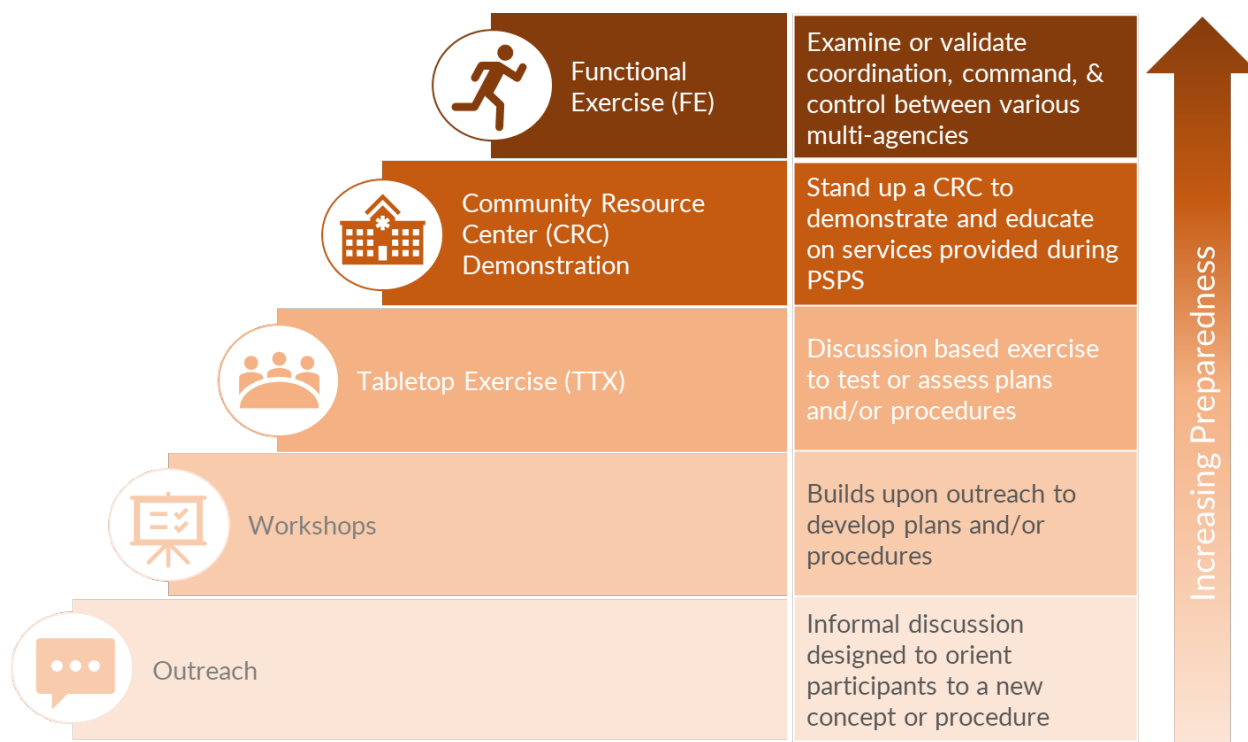 Functional
Exercise (FE)
Examine or validate
coordination, command, &
control between various
multi-agencies
Community Resource
Center (CRC)
Demonstration
Stand up a CRC to
demonstrate and educate
on services provided during
PSPS
Tabletop Exercise (TTX)
Discussion based exercise
to test or assess plans
and/or procedures
Workshops
Builds upon outreach to
develop plans and/or
procedures
Outreach
Informal discussion
designed to orient
participants to a new
concept or procedure
Increasing Preparedness